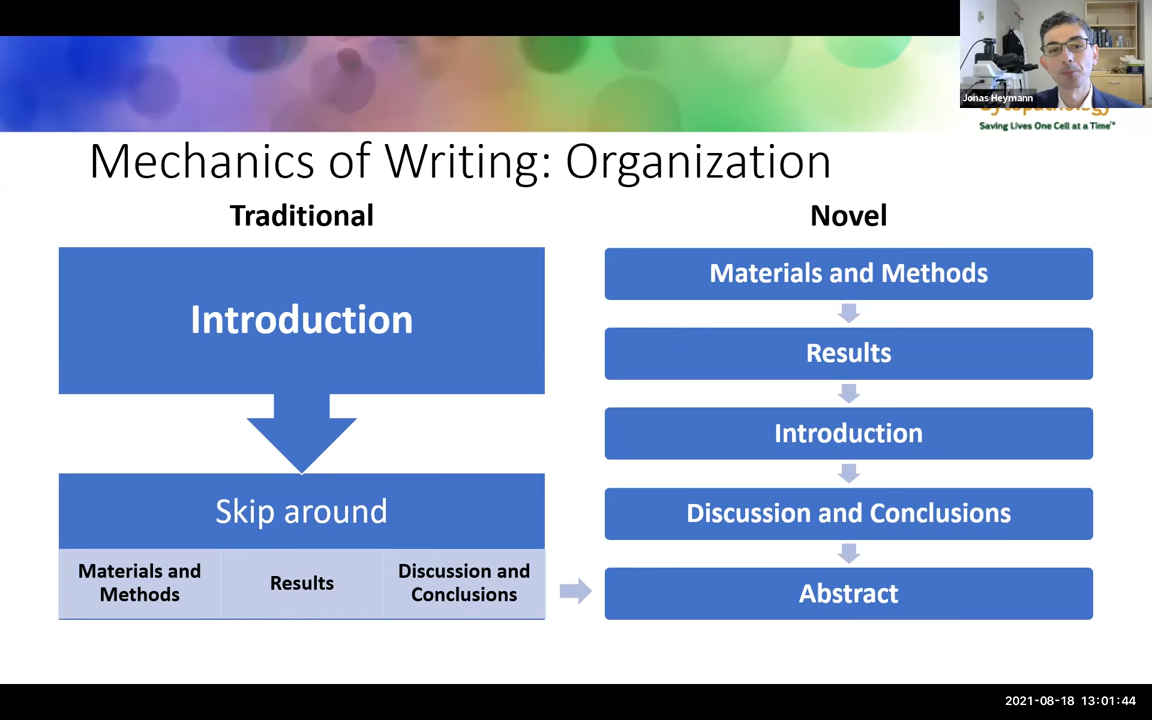 Jonas Heymann
Cytopathology
Saving Lives One Cell at a Time™
Mechanics of Writing: Organization
Traditional
Introduction
Skip around
Materials and
Methods
Results
Discussion and
Conclusions
Novel
Materials and Methods
Results
Introduction
Discussion and Conclusions
Abstract
2021-08-18 13:01:44